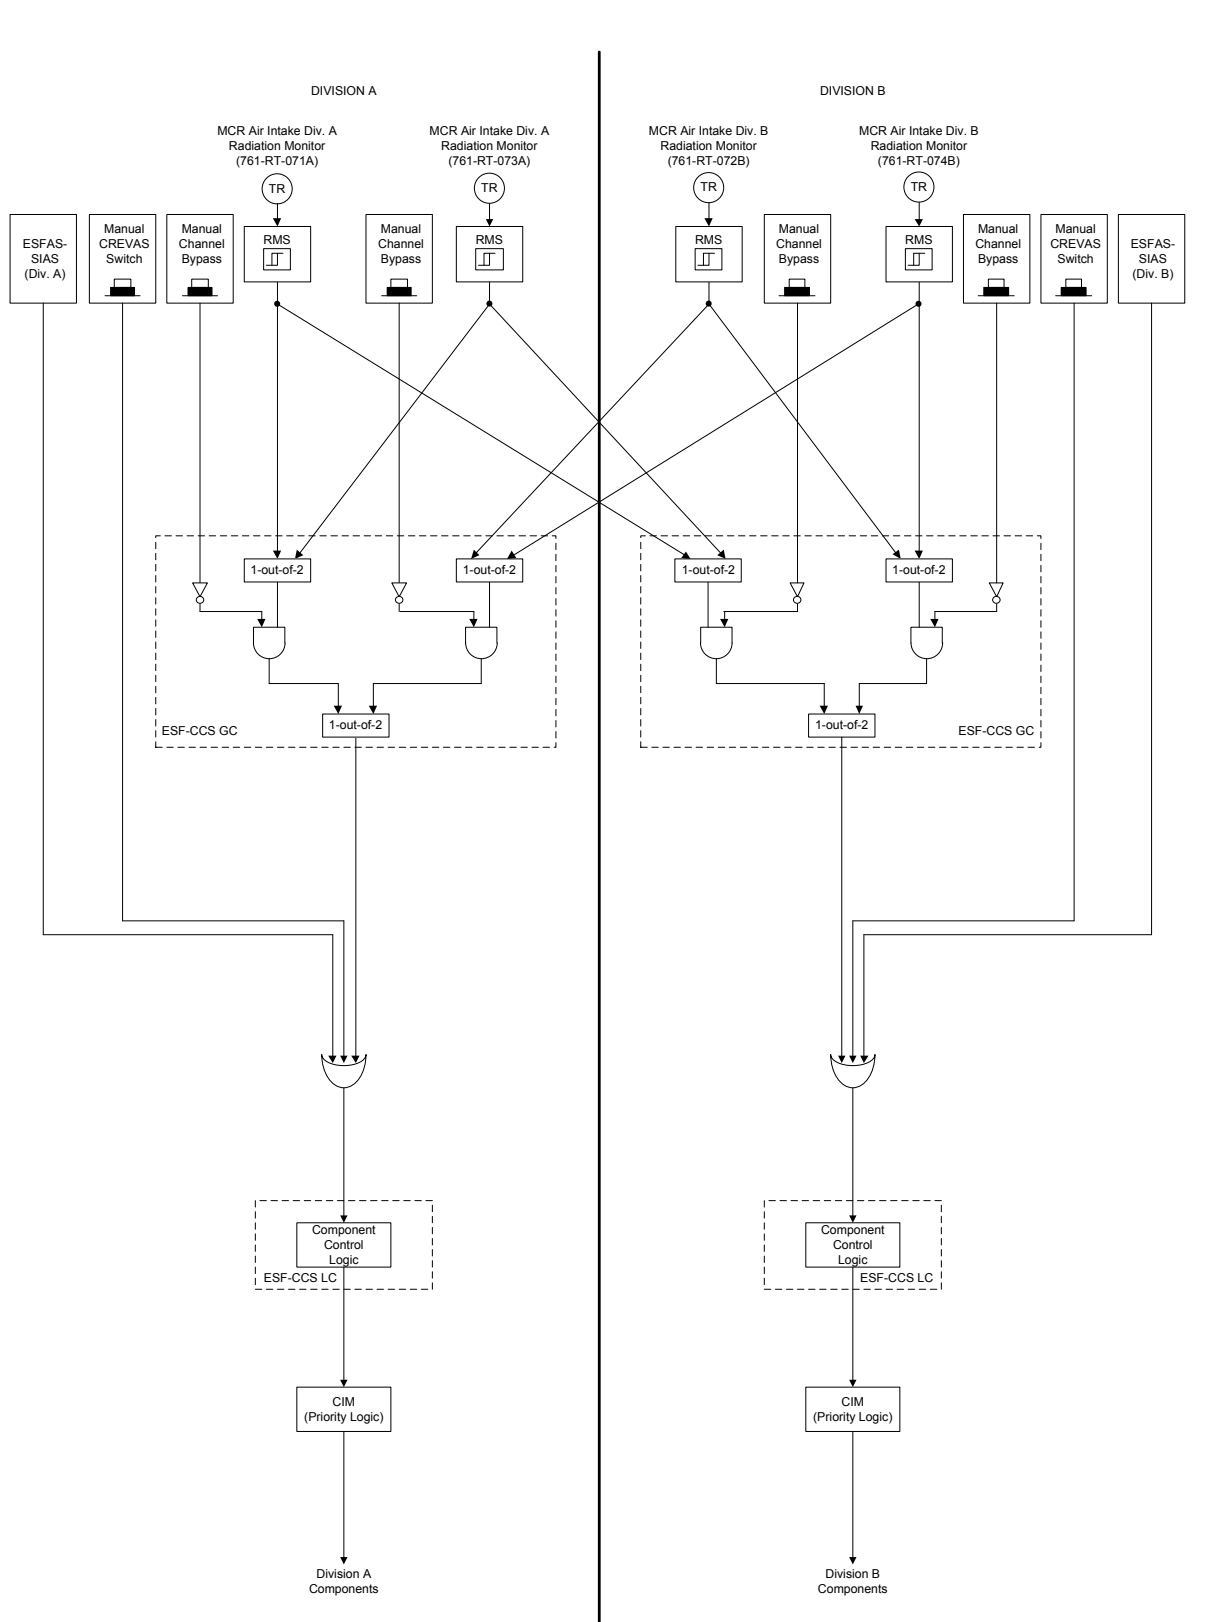 DIVISION A
DIVISION B
MCR Air Intake Div. A
Radiation Monitor
(761-RT-071A)
MCR Air Intake Div. A
Radiation Monitor
(761-RT-073A)
MCR Air Intake Div. B
Radiation Monitor
(761-RT-072B)
MCR Air Intake Div. B
Radiation Monitor
(761-RT-074B)
TR
TR
TR
TR
ESFAS-
SIAS
(Div. A)
Manual
CREVAS
Switch
Manual
Channel
Bypass
RMS
Manual
Channel
Bypass
RMS
RMS
Manual
Channel
Bypass
RMS
Manual
Channel
Bypass
Manual
CREVAS
Switch
ESFAS-
SIAS
(Div. B)
1-out-of-2
1-out-of-2
1-out-of-2
1-out-of-2
1-out-of-2
ESF-CCS GC
1-out-of-2
ESF-CCS GC
Component
Control
Logic
ESF-CCS LC
Component
Control
Logic
ESF-CCS LC
CIM
(Priority Logic)
CIM
(Priority Logic)
Division A
Components
Division B
Components